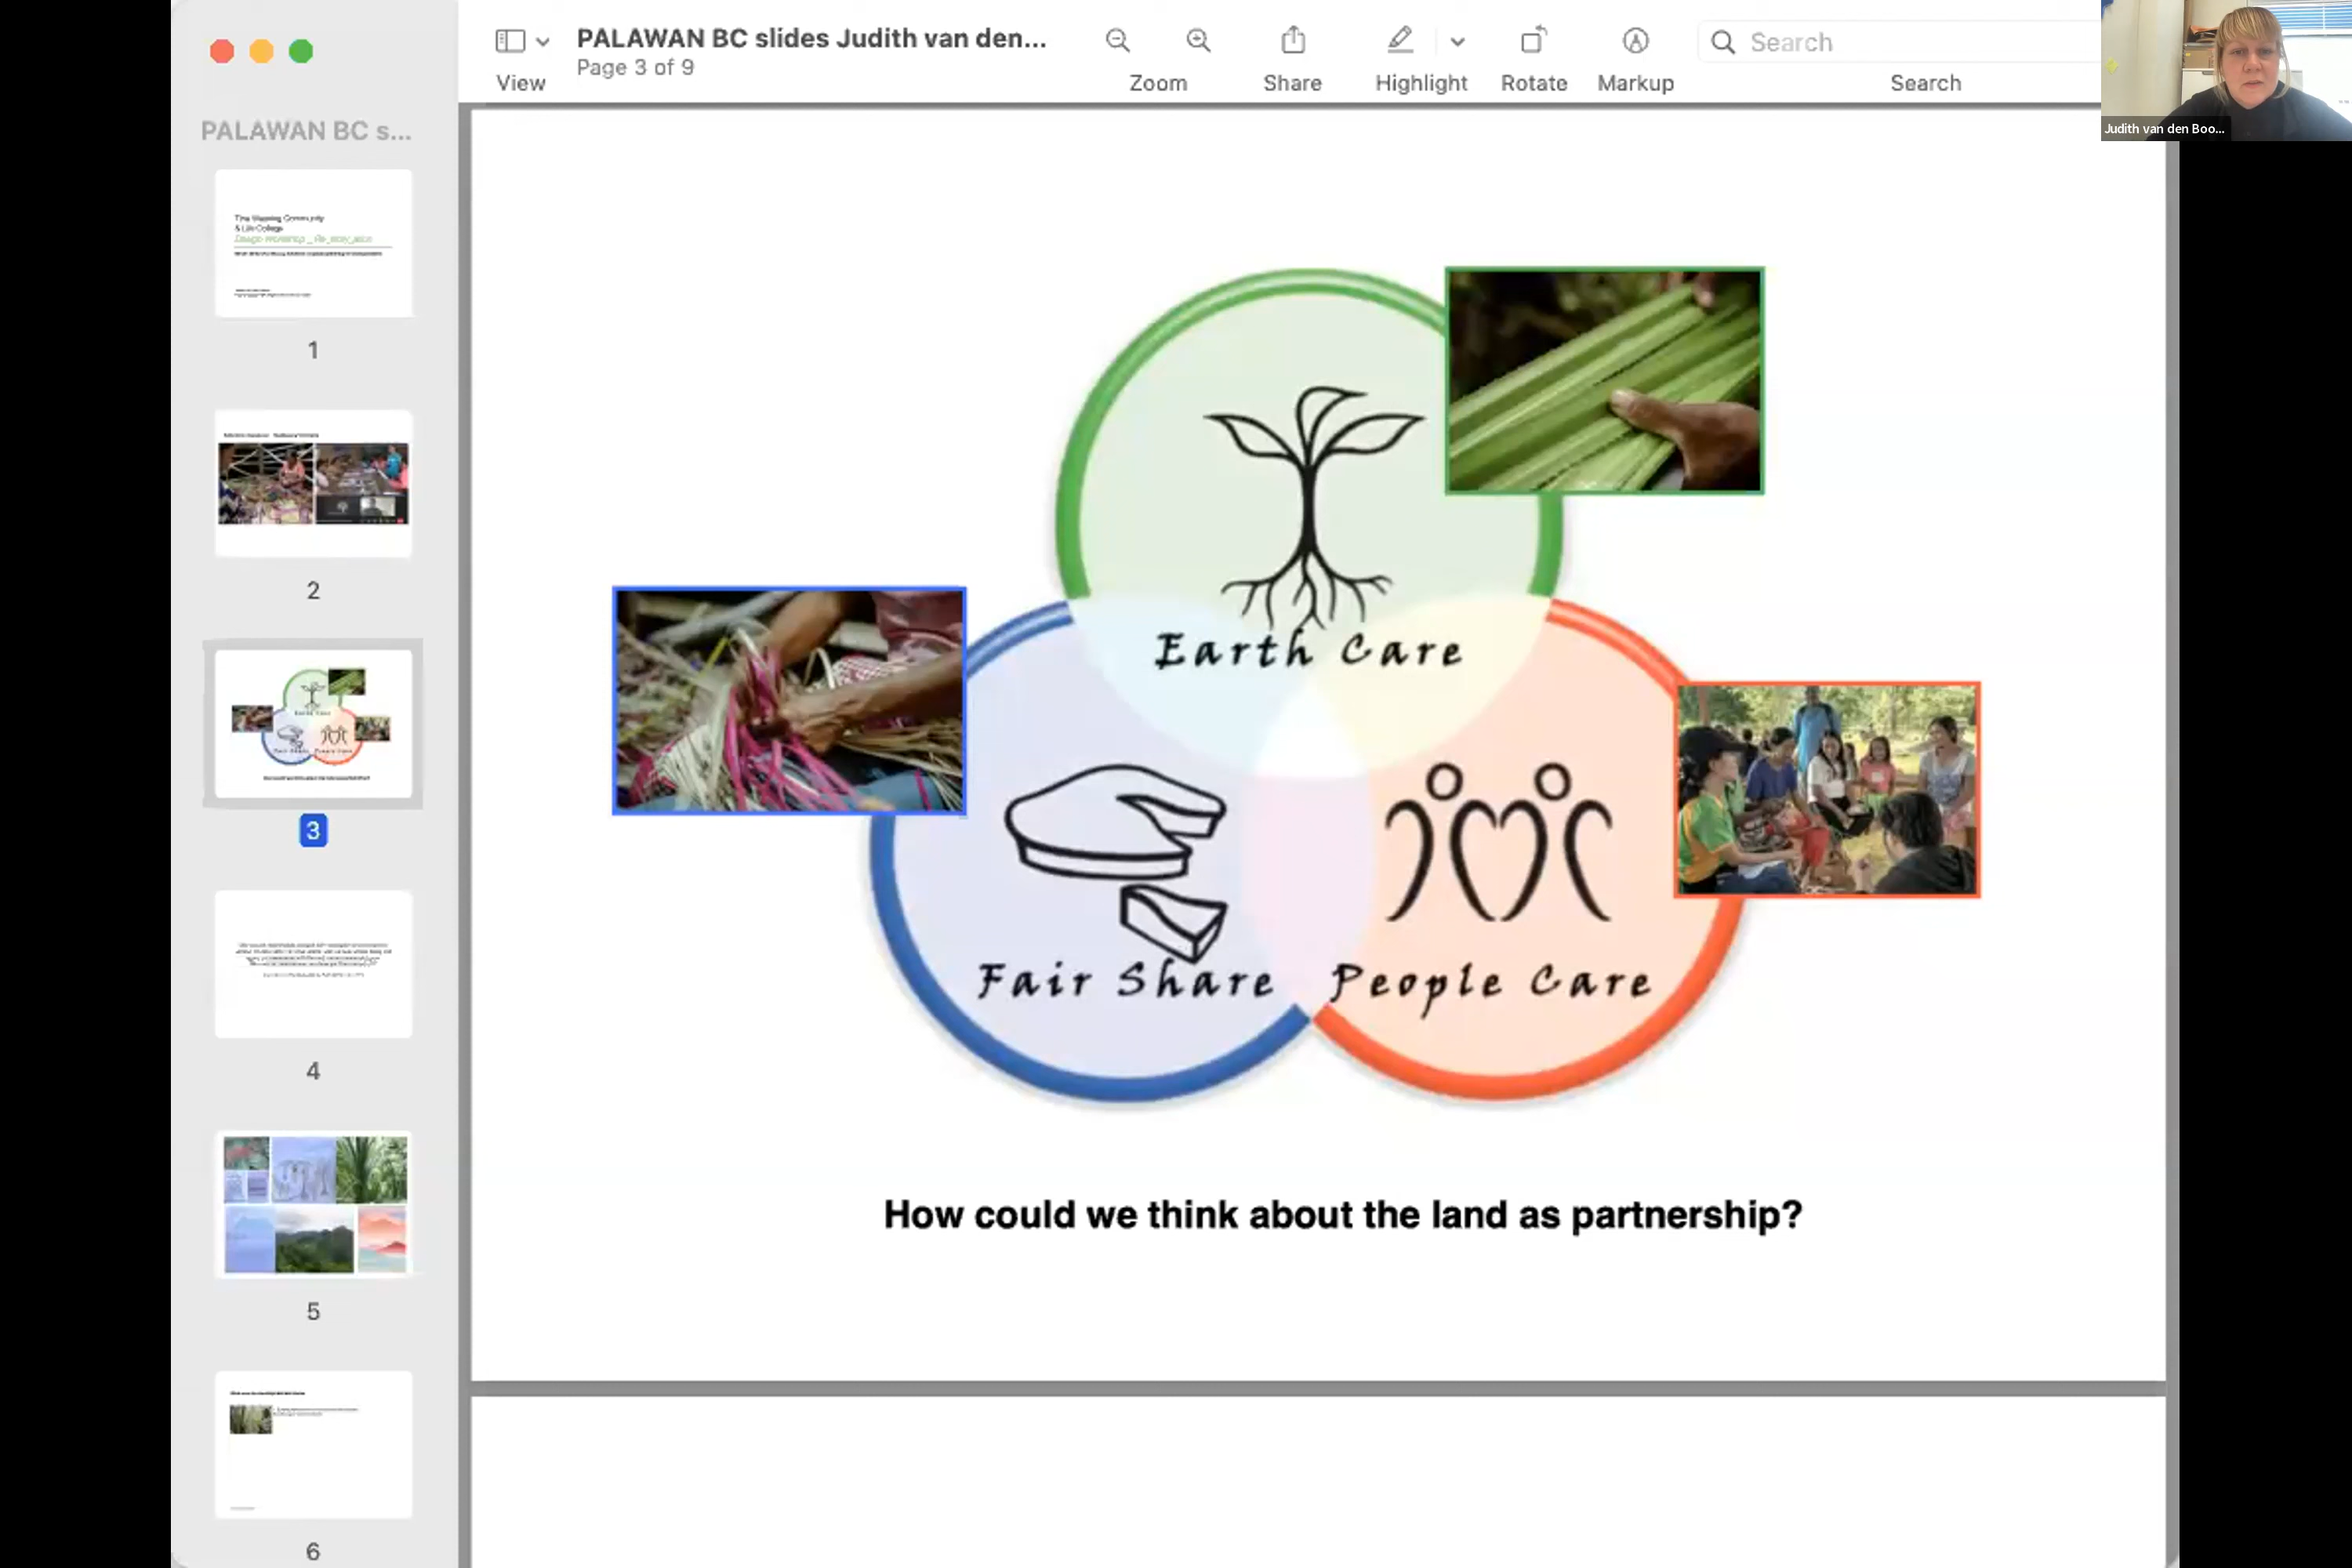 PALAWAN BC slides Judith van den...
Page 3 of 9
View
Zoom
Share
Highlight
Rotate
Markup
Search
Search
Judith van den Boo...
PALAWAN BC s...
1
2
3
4
5
6
Earth Care
Fair Share
People Care
How could we think about the land as partnership?